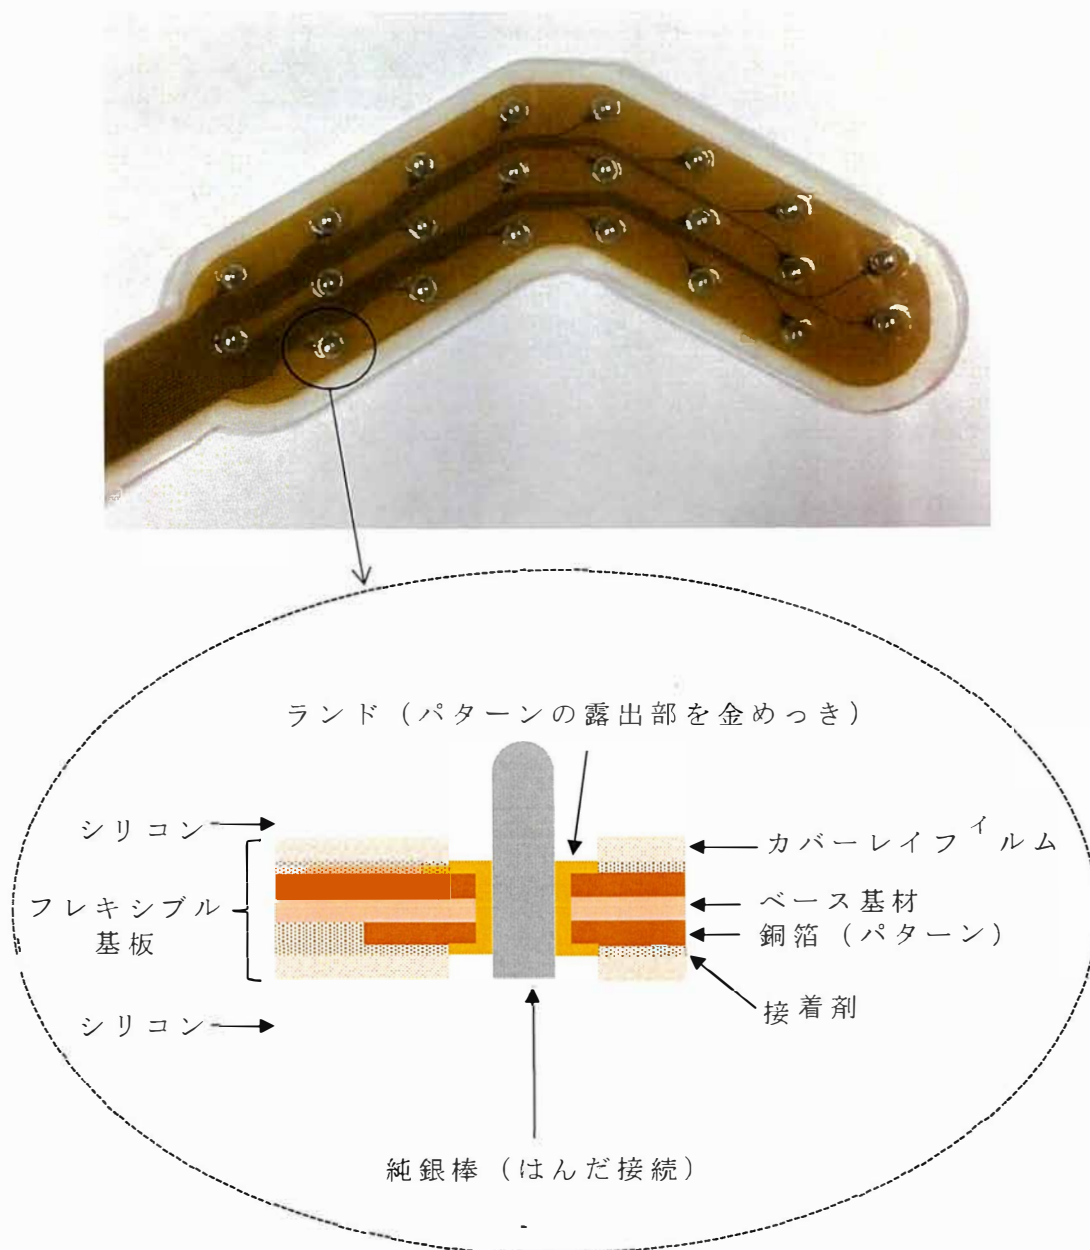 ランド（パターンの露出部を金めっき）
シリコン
カバーレイフィルム
フレキシブル
基板
ベース基材
銅箔（パターン）
接着剤
シリコン
純銀棒（はんだ接続）